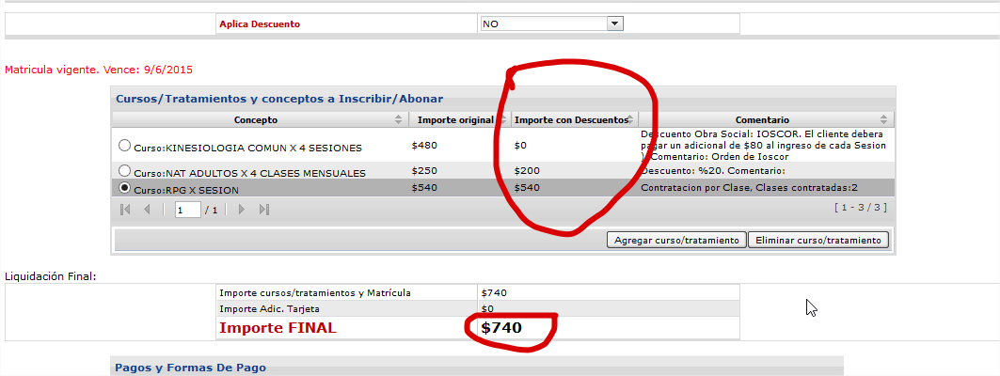 Aplica Descuento NO
Matricula vigente. Vence: 9/6/2015
Cursos/Tratamientos y conceptos a Inscribir/Abonar
Concepto Importe original Importe con Descuentos Comentario
Curso:KINESIOLOGIA COMUN X 4 SESIONES $480 $0 Descuento Obra Social: IOSCOR. El cliente debera
pagar un adicional de $80 al ingreso de cada Sesion
). Comentario: Orden de Ioscor
Curso:NAT ADULTOS X 4 CLASES MENSUALES $250 $200 Descuento: %20. Comentario:
Curso:RPG X SESION $540 $540 Contratacion por Clase, Clases contratadas:2
1 / 1 [ 1 - 3 / 3 ]
Agregar curso/tratamiento Eliminar curso/tratamiento
Liquidación Final:
Importe cursos/tratamientos y Matrícula $740
Importe Adic. Tarjeta $0
Importe FINAL $740
Pagos y Formas De Pago